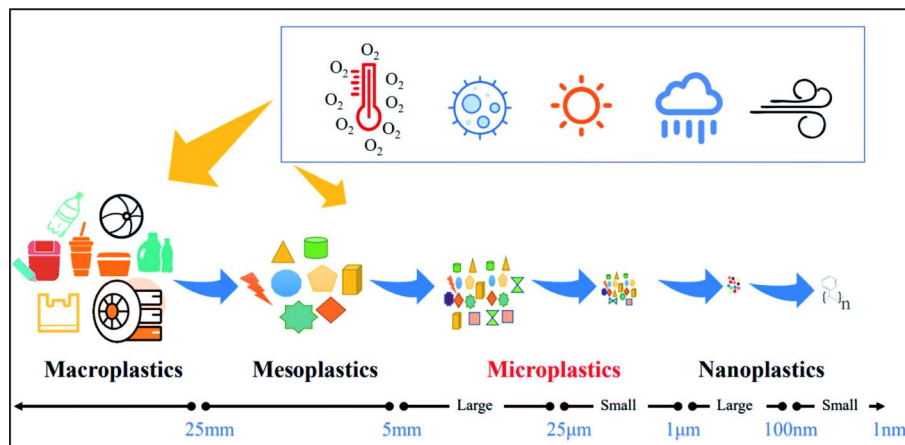 O2
O2 O2
O2 O2
O2 O2
O2 O2
O2
n
Macroplastics Mesoplastics Microplastics Nanoplastics
Large Small Large Small
25mm 5mm 25μm 1μm 100nm 1nm